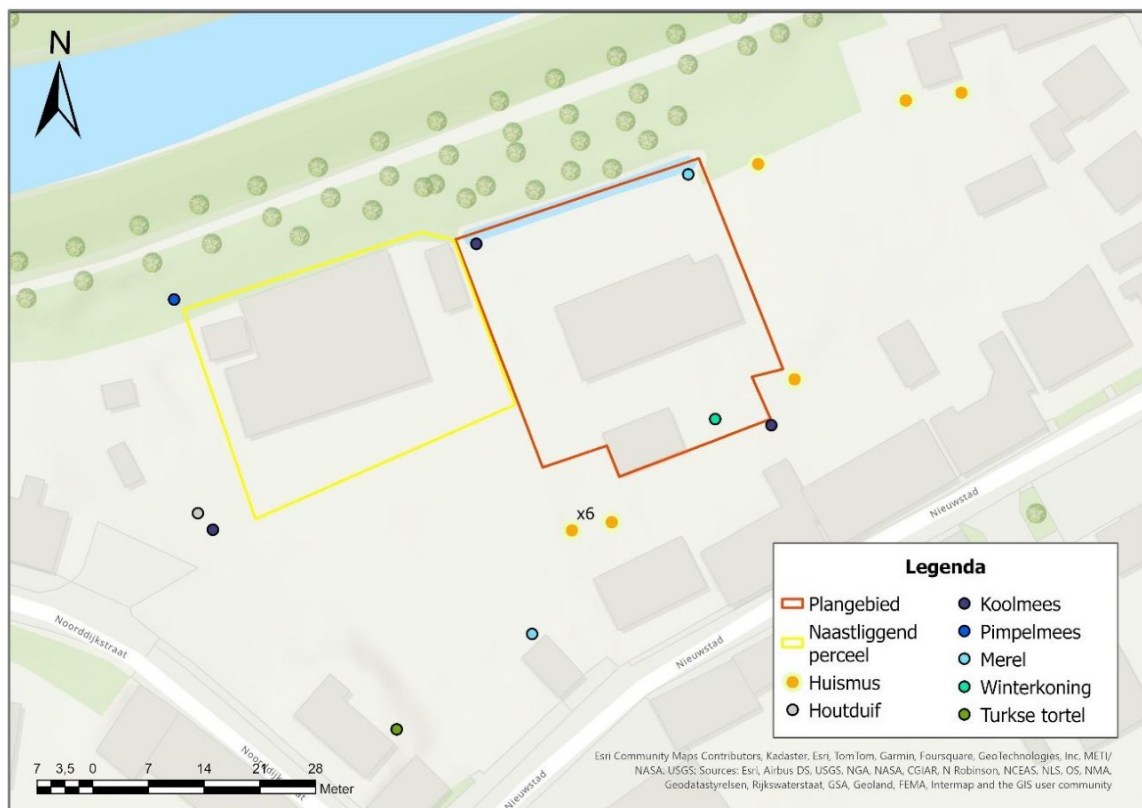 N
x6
Nieuwstad
Nieuwstad
Noorddijkstraat
Noorddijkstraat
Legenda
Plangebied
Naastliggend
perceel
Huismus
Houtduif
Koolmees
Pimpelmees
Merel
Winterkoning
Turkse tortel
7 3,5 0 7 14 21 28
Meter
Esri Community Maps Contributors, Kadaster, Esri, TomTom, Garmin, Foursquare, GeoTechnologies, Inc, METI/
NASA, USGS; Sources: Esri, Airbus DS, USGS, NGA, NASA, CGIAR, N Robinson, NCEAS, NLS, OS, NMA,
Geodatastyrelsen, Rijkswaterstaat, GSA, Geoland, FEMA, Intermap and the GIS user community